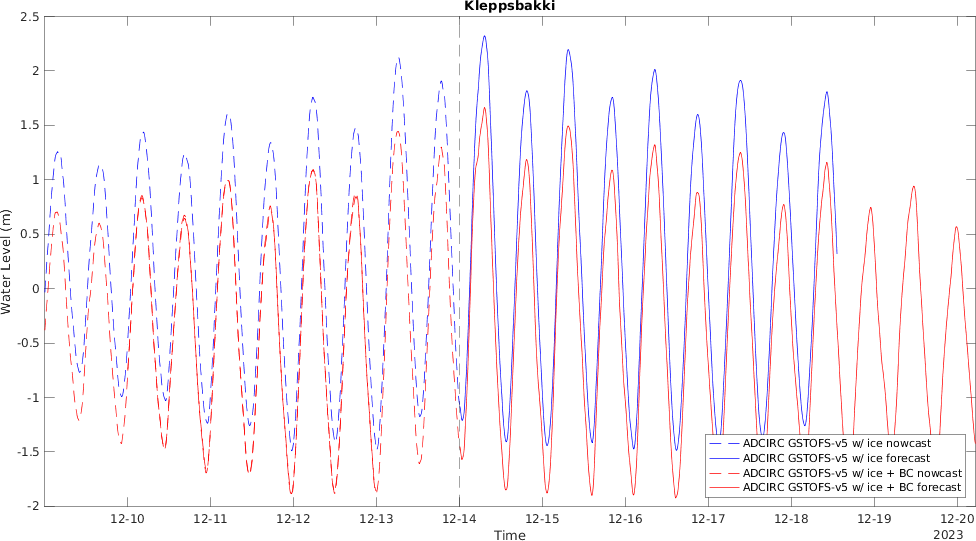 Kleppsbakki
2.5
2
1.5
1
0.5
0
-0.5
-1
-1.5
-2
Water Level (m)
ADCIRC GSTOFS-v5 w/ ice nowcast
ADCIRC GSTOFS-v5 w/ ice forecast
ADCIRC GSTOFS-v5 w/ ice + BC nowcast
ADCIRC GSTOFS-v5 w/ ice + BC forecast
12-10 12-11 12-12 12-13 12-14 12-15 12-16 12-17 12-18 12-19 12-20
Time
2023